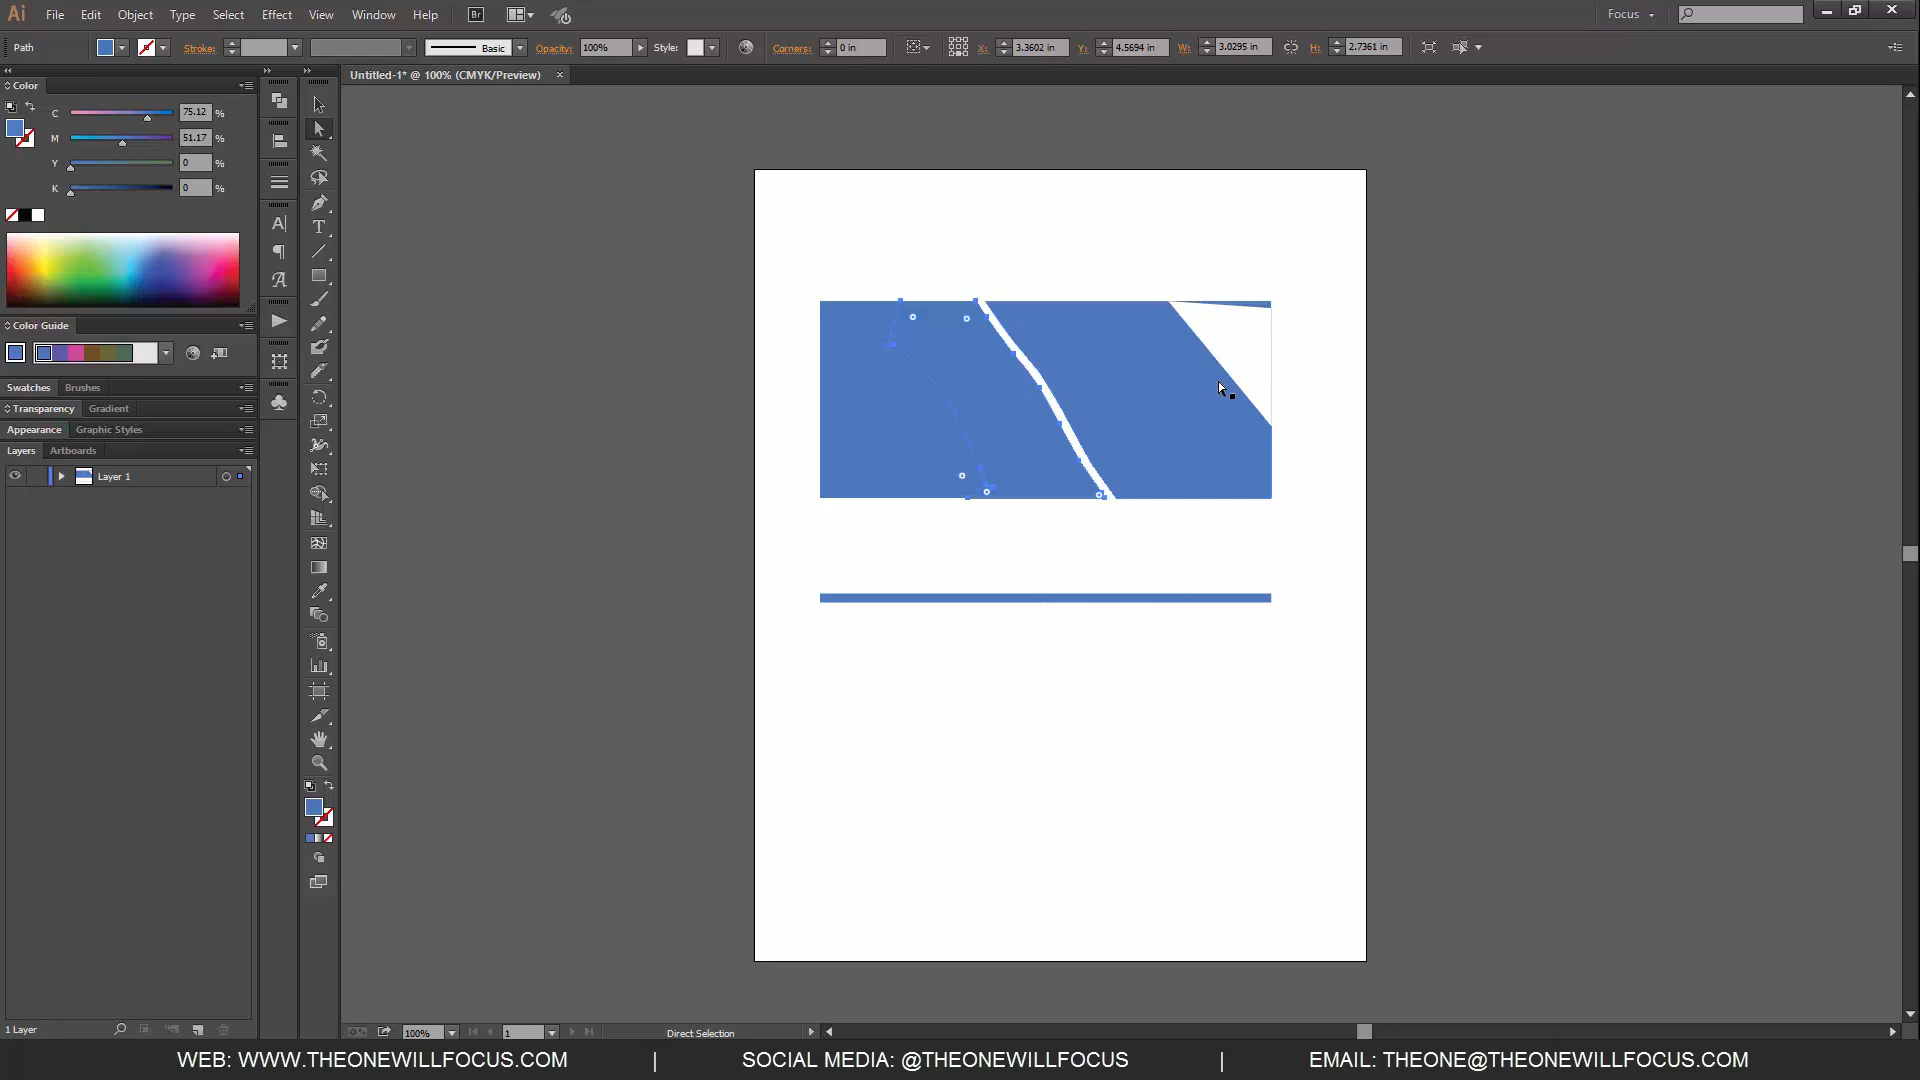 Ai File Edit Object Type Select Effect View Window Help Br Focus
Path Stroke: Basic Opacity: 100% Style: Corners: 0 in X: 3.3602 in Y: 4.5694 in W: 3.0295 in H: 2.7361 in
Untitled-1* @ 100% (CMYK/Preview)
Color
C 75.12 %
M 51.17 %
Y 0 %
K 0 %
Color Guide
Swatches Brushes
Transparency Gradient
Appearance Graphic Styles
Layers Artboards
Layer 1
1 Layer
100% 1 Direct Selection
WEB: WWW.THEONEWILLFOCUS.COM | SOCIAL MEDIA: @THEONEWILLFOCUS | EMAIL: THEONE@THEONEWILLFOCUS.COM